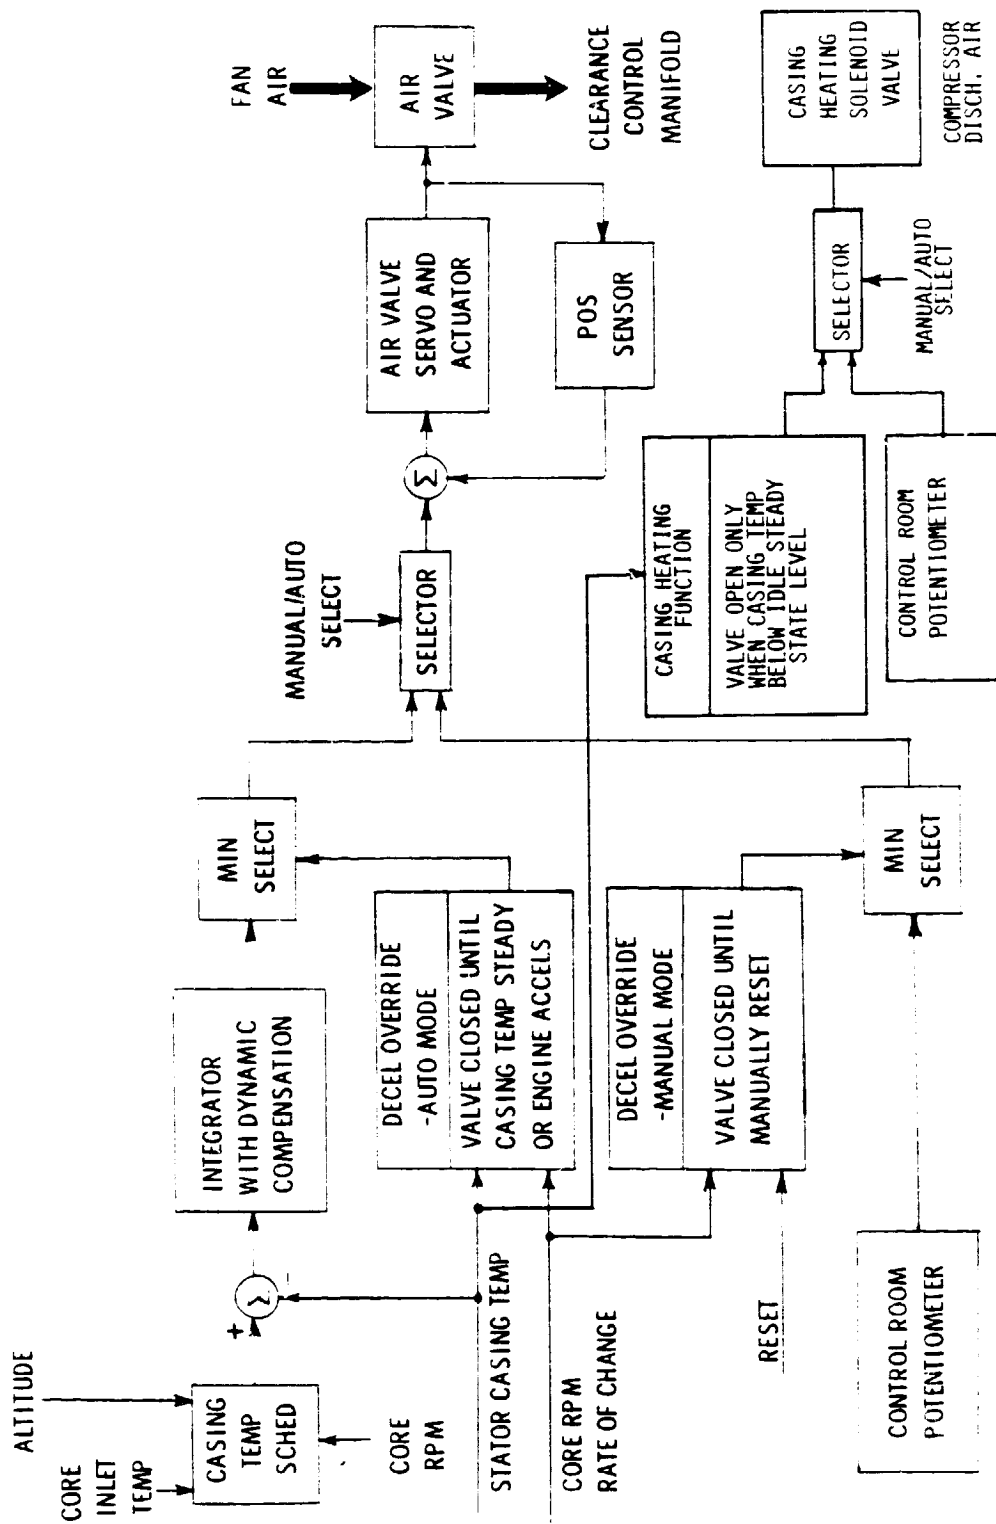 ALTITUDE
CORE
INLET
TEMP
CASING
TEMP
SCHED
CORE
RPM
+
Σ
-
INTEGRATOR
WITH DYNAMIC
COMPENSATION
MIN
SELECT
STATOR CASING TEMP
CORE RPM
RATE OF CHANGE
DECEL OVERRIDE
-AUTO MODE
VALVE CLOSED UNTIL
CASING TEMP STEADY
OR ENGINE ACCELS
RESET
DECEL OVERRIDE
-MANUAL MODE
VALVE CLOSED UNTIL
MANUALLY RESET
CONTROL ROOM
POTENTIOMETER
MIN
SELECT
MANUAL/AUTO
SELECT
SELECTOR
Σ
AIR VALVE
SERVO AND
ACTUATOR
POS
SENSOR
FAN
AIR
AIR
VALVE
CLEARANCE
CONTROL
MANIFOLD
CASING HEATING
FUNCTION
VALVE OPEN ONLY
WHEN CASING TEMP
BELOW IDLE STEADY
STATE LEVEL
CONTROL ROOM
POTENTIOMETER
SELECTOR
MANUAL/AUTO
SELECT
CASING
HEATING
SOLENOID
VALVE
COMPRESSOR
DISCH. AIR